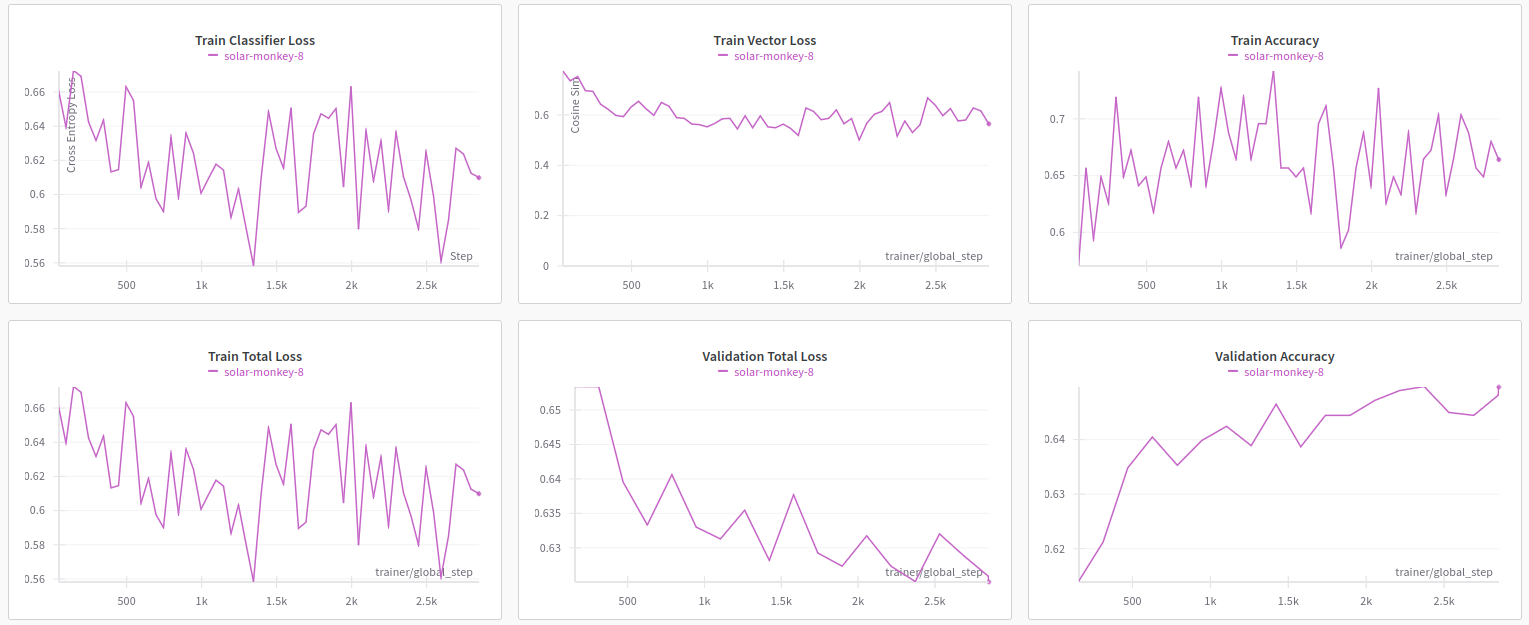 Train Classifier Loss
solar-monkey-8
Cross Entropy Loss
0.66
0.64
0.62
0.6
0.58
0.56
Step
500 1k 1.5k 2k 2.5k
Train Vector Loss
solar-monkey-8
Cosine Sim
0.6
0.4
0.2
0
trainer/global_step
500 1k 1.5k 2k 2.5k
Train Accuracy
solar-monkey-8
0.7
0.65
0.6
trainer/global_step
500 1k 1.5k 2k 2.5k
Train Total Loss
solar-monkey-8
0.66
0.64
0.62
0.6
0.58
0.56
trainer/global_step
500 1k 1.5k 2k 2.5k
Validation Total Loss
solar-monkey-8
0.65
0.645
0.64
0.635
0.63
trainer/global_step
500 1k 1.5k 2k 2.5k
Validation Accuracy
solar-monkey-8
0.64
0.63
0.62
trainer/global_step
500 1k 1.5k 2k 2.5k